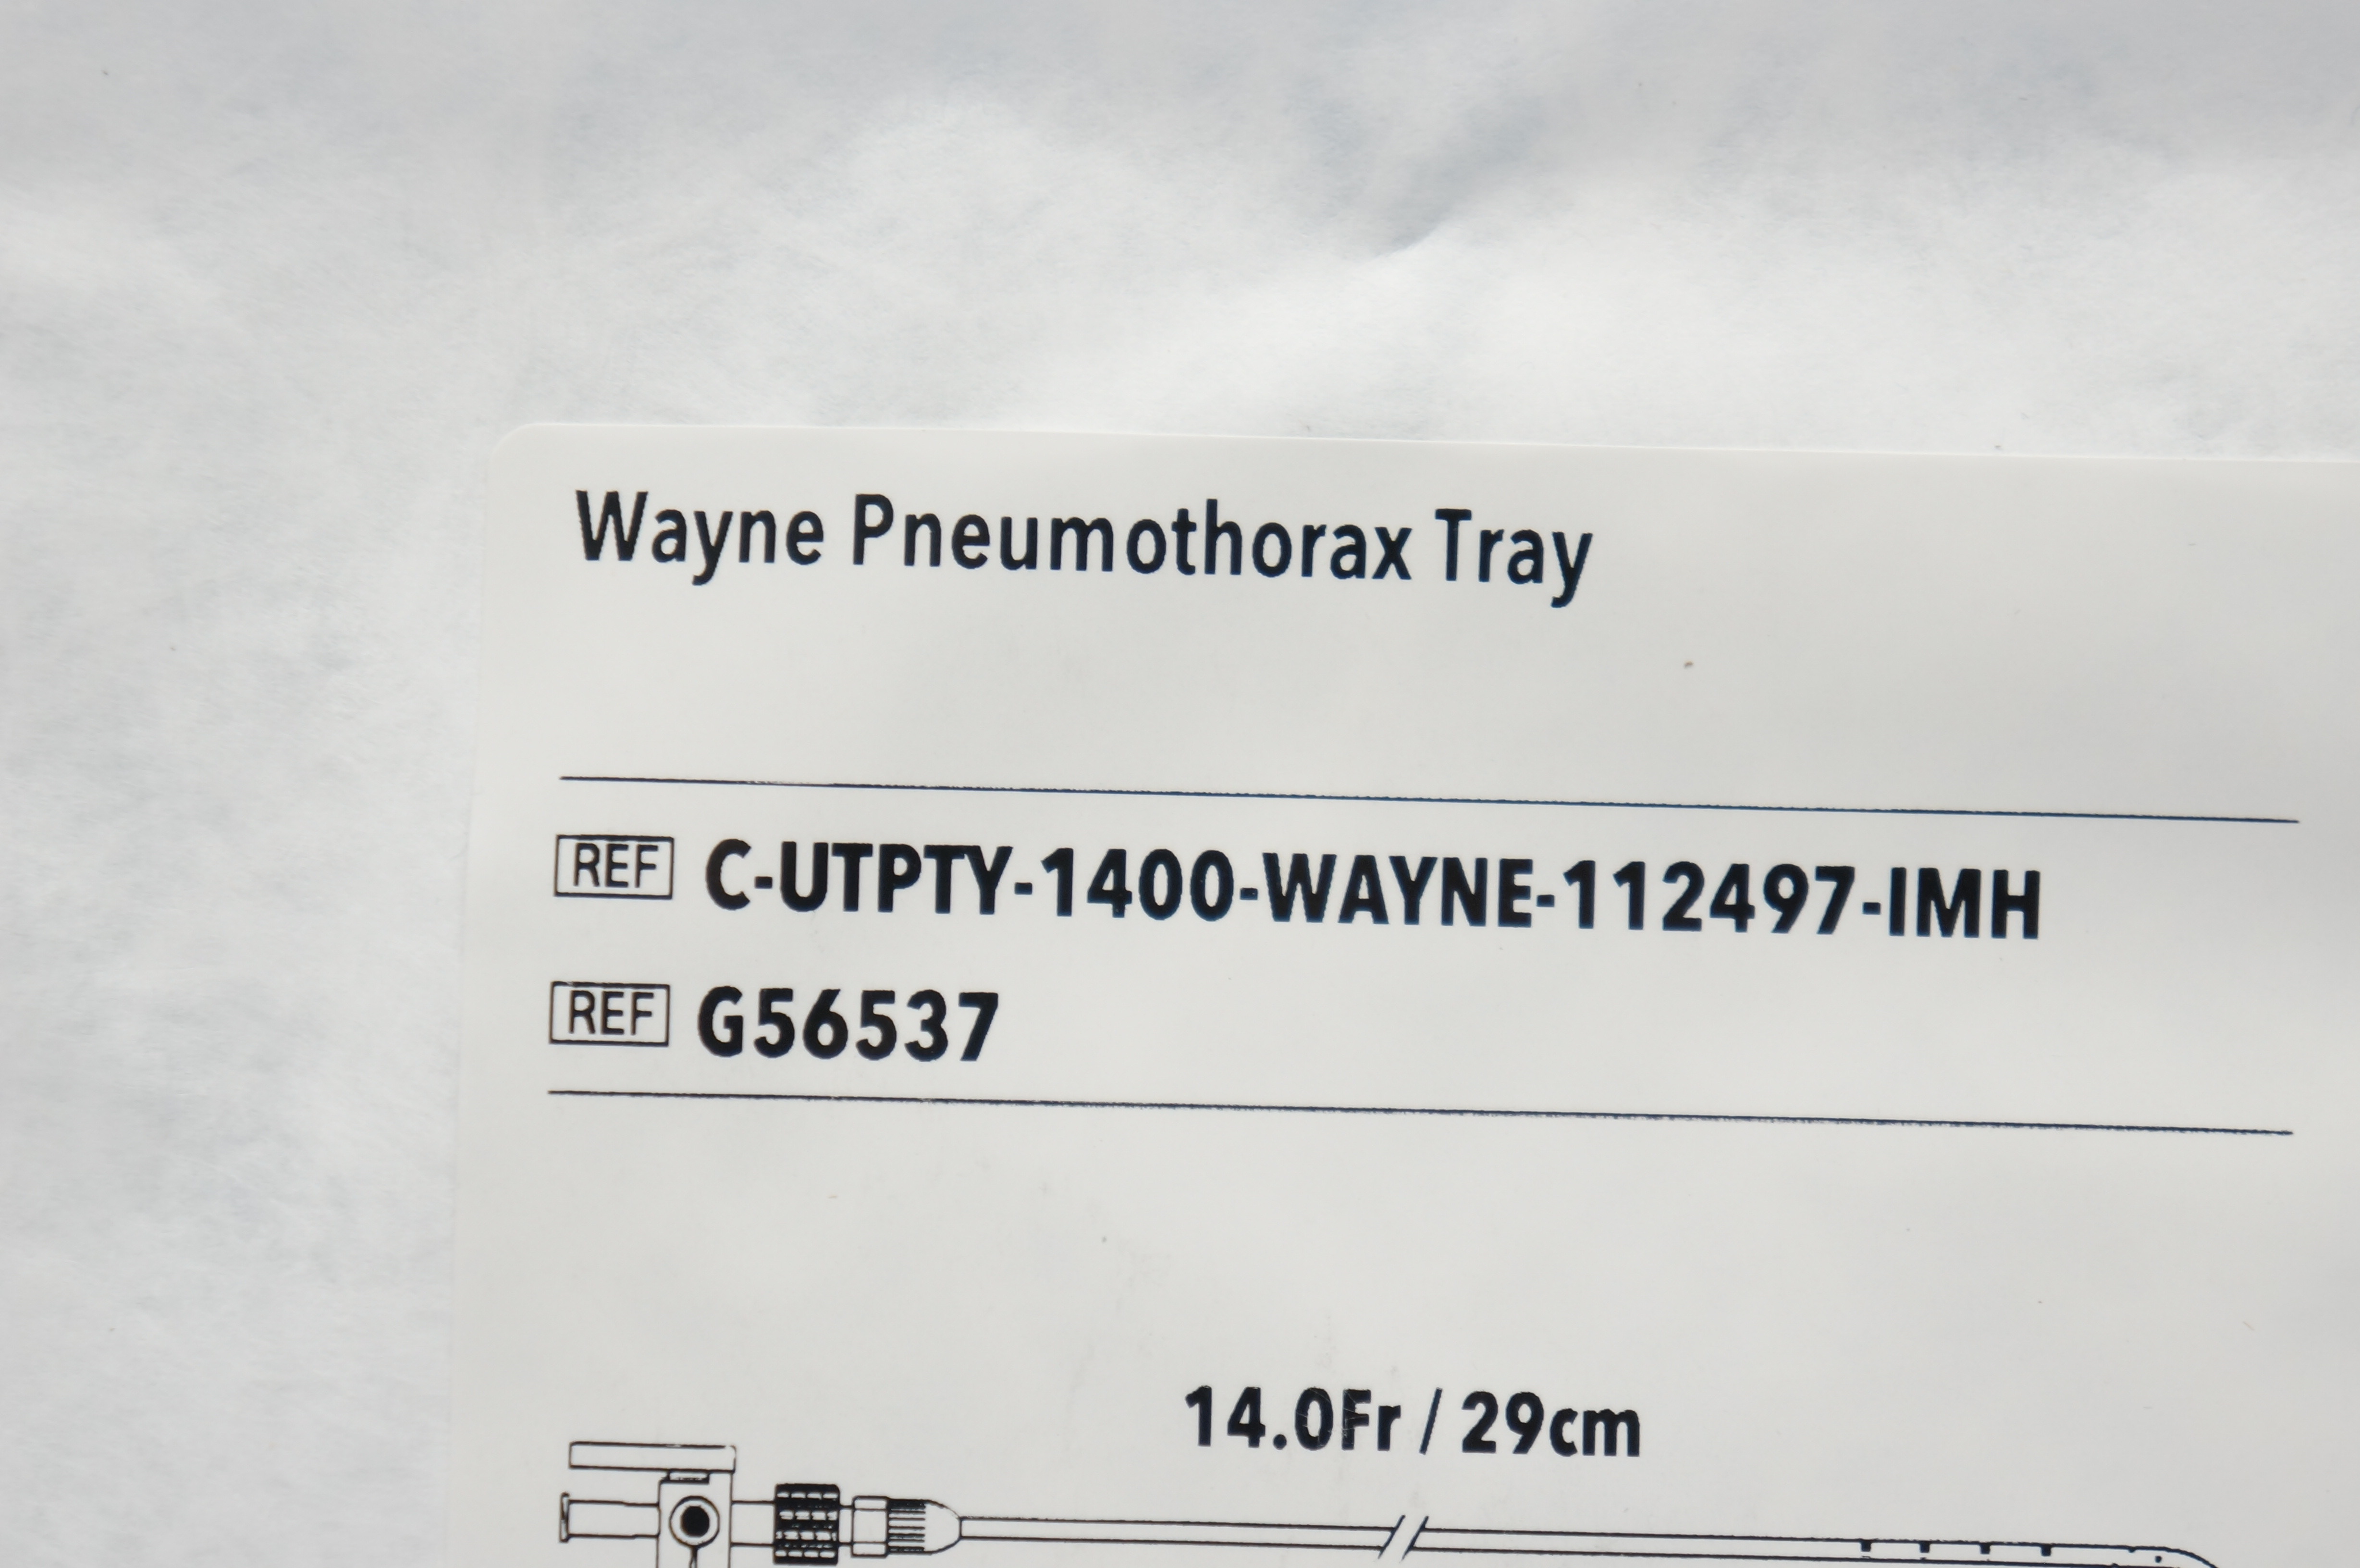 Wayne Pneumothorax Tray
REF C-UTPTY-1400-WAYNE-112497-IMH
REF G56537
14.0Fr / 29cm